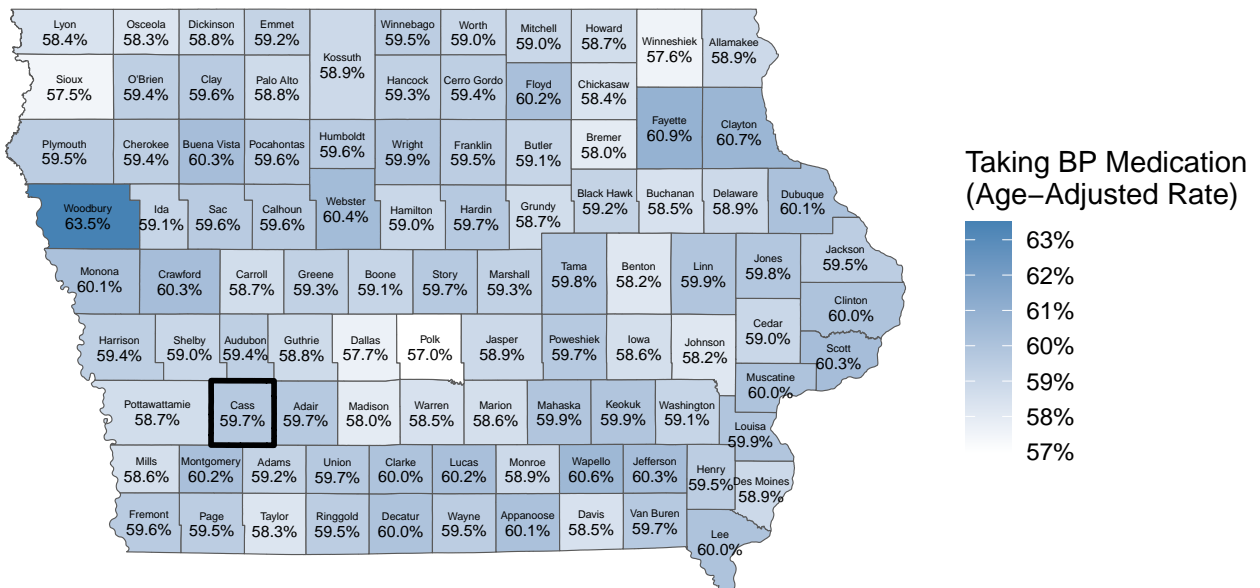 Lyon
58.4%
Osceola
58.3%
Dickinson
58.8%
Emmet
59.2%
Kossuth
58.9%
Winnebago
59.5%
Worth
59.0%
Mitchell
59.0%
Howard
58.7%
Winneshiek
57.6%
Allamakee
58.9%
Sioux
57.5%
O'Brien
59.4%
Clay
59.6%
Palo Alto
58.8%
Hancock
59.3%
Cerro Gordo
59.4%
Floyd
60.2%
Chickasaw
58.4%
Fayette
60.9%
Clayton
60.7%
Plymouth
59.5%
Cherokee
59.4%
Buena Vista
60.3%
Pocahontas
59.6%
Humboldt
59.6%
Wright
59.9%
Franklin
59.5%
Butler
59.1%
Bremer
58.0%
Woodbury
63.5%
Ida
59.1%
Sac
59.6%
Calhoun
59.6%
Webster
60.4%
Hamilton
59.0%
Hardin
59.7%
Grundy
58.7%
Black Hawk
59.2%
Buchanan
58.5%
Delaware
58.9%
Dubuque
60.1%
Monona
60.1%
Crawford
60.3%
Carroll
58.7%
Greene
59.3%
Boone
59.1%
Story
59.7%
Marshall
59.3%
Tama
59.8%
Benton
58.2%
Linn
59.9%
Jones
59.8%
Jackson
59.5%
Clinton
60.0%
Harrison
59.4%
Shelby
59.0%
Audubon
59.4%
Guthrie
58.8%
Dallas
57.7%
Polk
57.0%
Jasper
58.9%
Poweshiek
59.7%
Iowa
58.6%
Johnson
58.2%
Cedar
59.0%
Scott
60.3%
Muscatine
60.0%
Pottawattamie
58.7%
Cass
59.7%
Adair
59.7%
Madison
58.0%
Warren
58.5%
Marion
58.6%
Mahaska
59.9%
Keokuk
59.9%
Washington
59.1%
Louisa
59.9%
Mills
58.6%
Montgomery
60.2%
Adams
59.2%
Union
59.7%
Clarke
60.0%
Lucas
60.2%
Monroe
58.9%
Wapello
60.6%
Jefferson
60.3%
Henry
59.5%
Des Moines
58.9%
Fremont
59.6%
Page
59.5%
Taylor
58.3%
Ringgold
59.5%
Decatur
60.0%
Wayne
59.5%
Appanoose
60.1%
Davis
58.5%
Van Buren
59.7%
Lee
60.0%
Taking BP Medication
(Age−Adjusted Rate)
63%
62%
61%
60%
59%
58%
57%